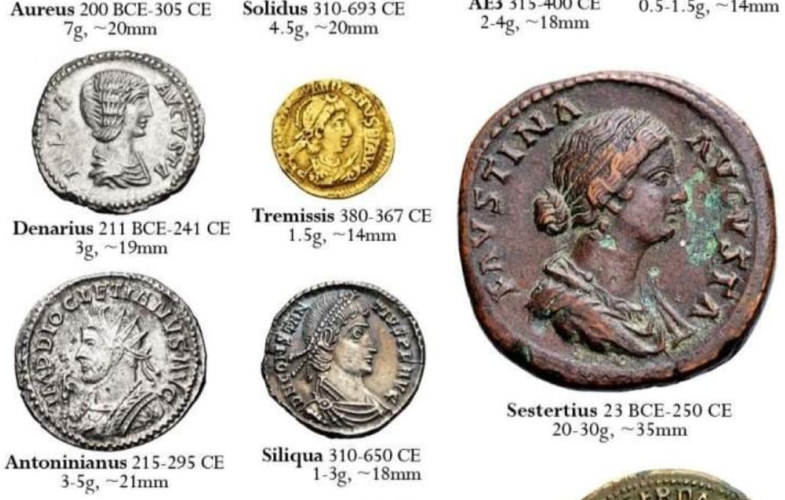 Aureus 200 BCE-305 CE
7g, ~20mm
Solidus 310-693 CE
4.5g, ~20mm
AE3 315-400 CE
2-4g, ~18mm
0.5-1.5g, ~14mm
IVLIA AVGVSTA
Denarius 211 BCE-241 CE
3g, ~19mm
Tremissis 380-367 CE
1.5g, ~14mm
FAVSTINA AVGVSTA
IMPDIOCLETIANVSAVG
Antoninianus 215-295 CE
3-5g, ~21mm
Siliqua 310-650 CE
1-3g, ~18mm
Sestertius 23 BCE-250 CE
20-30g, ~35mm